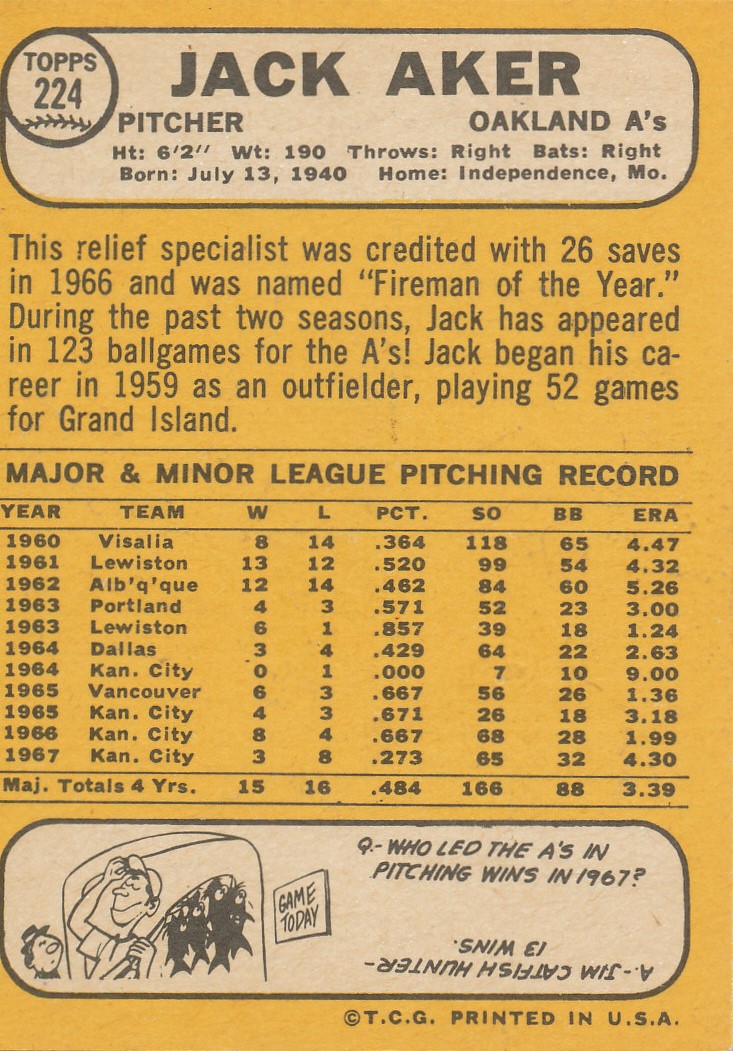 TOPPS
224
JACK AKER
PITCHER OAKLAND A's
Ht: 6'2" Wt: 190 Throws: Right Bats: Right
Born: July 13, 1940 Home: Independence, Mo.
This relief specialist was credited with 26 saves
in 1966 and was named "Fireman of the Year."
During the past two seasons, Jack has appeared
in 123 ballgames for the A's! Jack began his ca-
reer in 1959 as an outfielder, playing 52 games
for Grand Island.
MAJOR & MINOR LEAGUE PITCHING RECORD
YEAR TEAM W L PCT. SO BB ERA
1960 Visalia 8 14 .364 118 65 4.47
1961 Lewiston 13 12 .520 99 54 4.32
1962 Alb'q'que 12 14 .462 84 60 5.26
1963 Portland 4 3 .571 52 23 3.00
1963 Lewiston 6 1 .857 39 18 1.24
1964 Dallas 3 4 .429 64 22 2.63
1964 Kan. City 0 1 .000 7 10 9.00
1965 Vancouver 6 3 .667 56 26 1.36
1965 Kan. City 4 3 .671 26 18 3.18
1966 Kan. City 8 4 .667 68 28 1.99
1967 Kan. City 3 8 .273 65 32 4.30
Maj. Totals 4 Yrs. 15 16 .484 166 88 3.39
Q.-WHO LED THE A'S IN
PITCHING WINS IN 1967?
GAME
TODAY
A.-JIM CATFISH HUNTER-
13 WINS.
©T.C.G. PRINTED IN U.S.A.